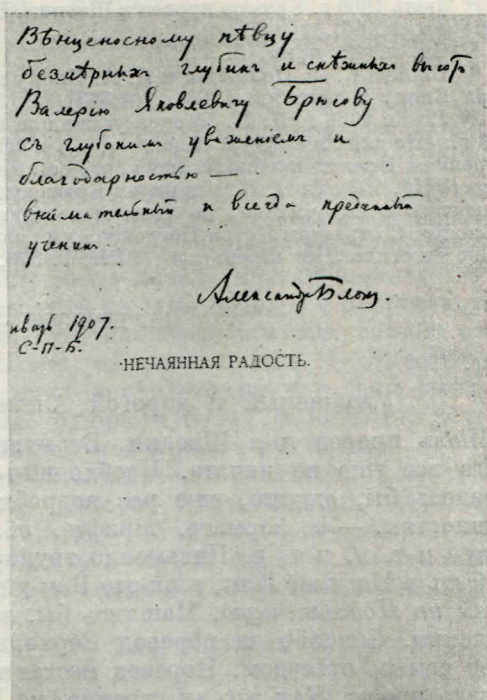 Вѣнценосному пѣвцу
безмѣрныхъ глубинъ и снѣжныхъ высотъ
Валерію Яковлевичу Брюсову
съ глубокимъ уваженіемъ и
благодарностью —
внимательный и всегда преданный
ученикъ.
Александръ Блокъ.
январь 1907.
С-П-Б.
НЕЧАЯННАЯ РАДОСТЬ.